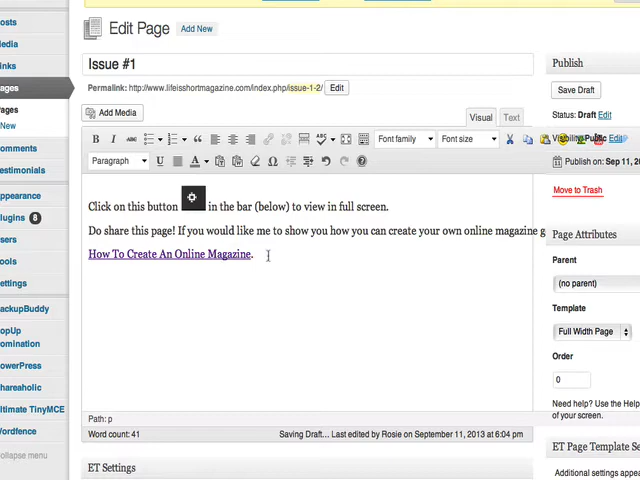 Edit Page
Add New
Issue #1
Permalink: http://www.lifeisshortmagazine.com/index.php/issue-1-2/ Edit
Add Media
Visual Text
B I ABC Font family Font size
Paragraph U A
Click on this button in the bar (below) to view in full screen.
Do share this page! If you would like me to show you how you can create your own online magazine g
How To Create An Online Magazine.
Path: p
Word count: 41
Saving Draft... Last edited by Rosie on September 11, 2013 at 6:04 pm
ET Settings
osts
edia
inks
ages
ages
New
omments
estimonials
ppearance
lugins 8
sers
ools
ettings
ackupBuddy
opUp
omination
owerPress
hareaholic
ltimate TinyMCE
Wordfence
ollapse menu
Publish
Save Draft
Status: Draft Edit
Visibility: Public Edit
Publish on: Sep 11, 20
Move to Trash
Page Attributes
Parent
(no parent)
Template
Full Width Page
Order
0
Need help? Use the Help
of your screen.
ET Page Template Se
Additional settings appea